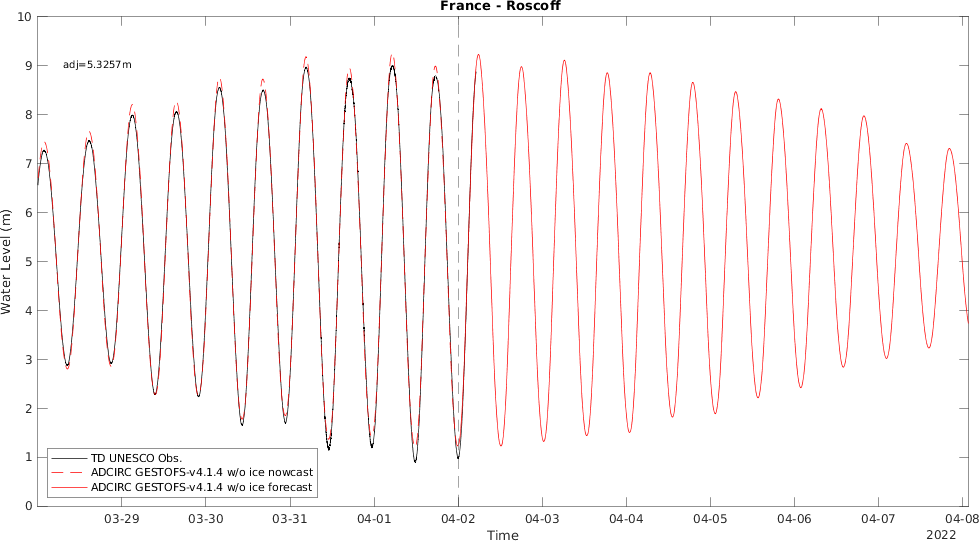 France - Roscoff
adj=5.3257m
Water Level (m)
10
9
8
7
6
5
4
3
2
1
0
TD UNESCO Obs.
ADCIRC GESTOFS-v4.1.4 w/o ice nowcast
ADCIRC GESTOFS-v4.1.4 w/o ice forecast
03-29 03-30 03-31 04-01 04-02 04-03 04-04 04-05 04-06 04-07 04-08
Time
2022